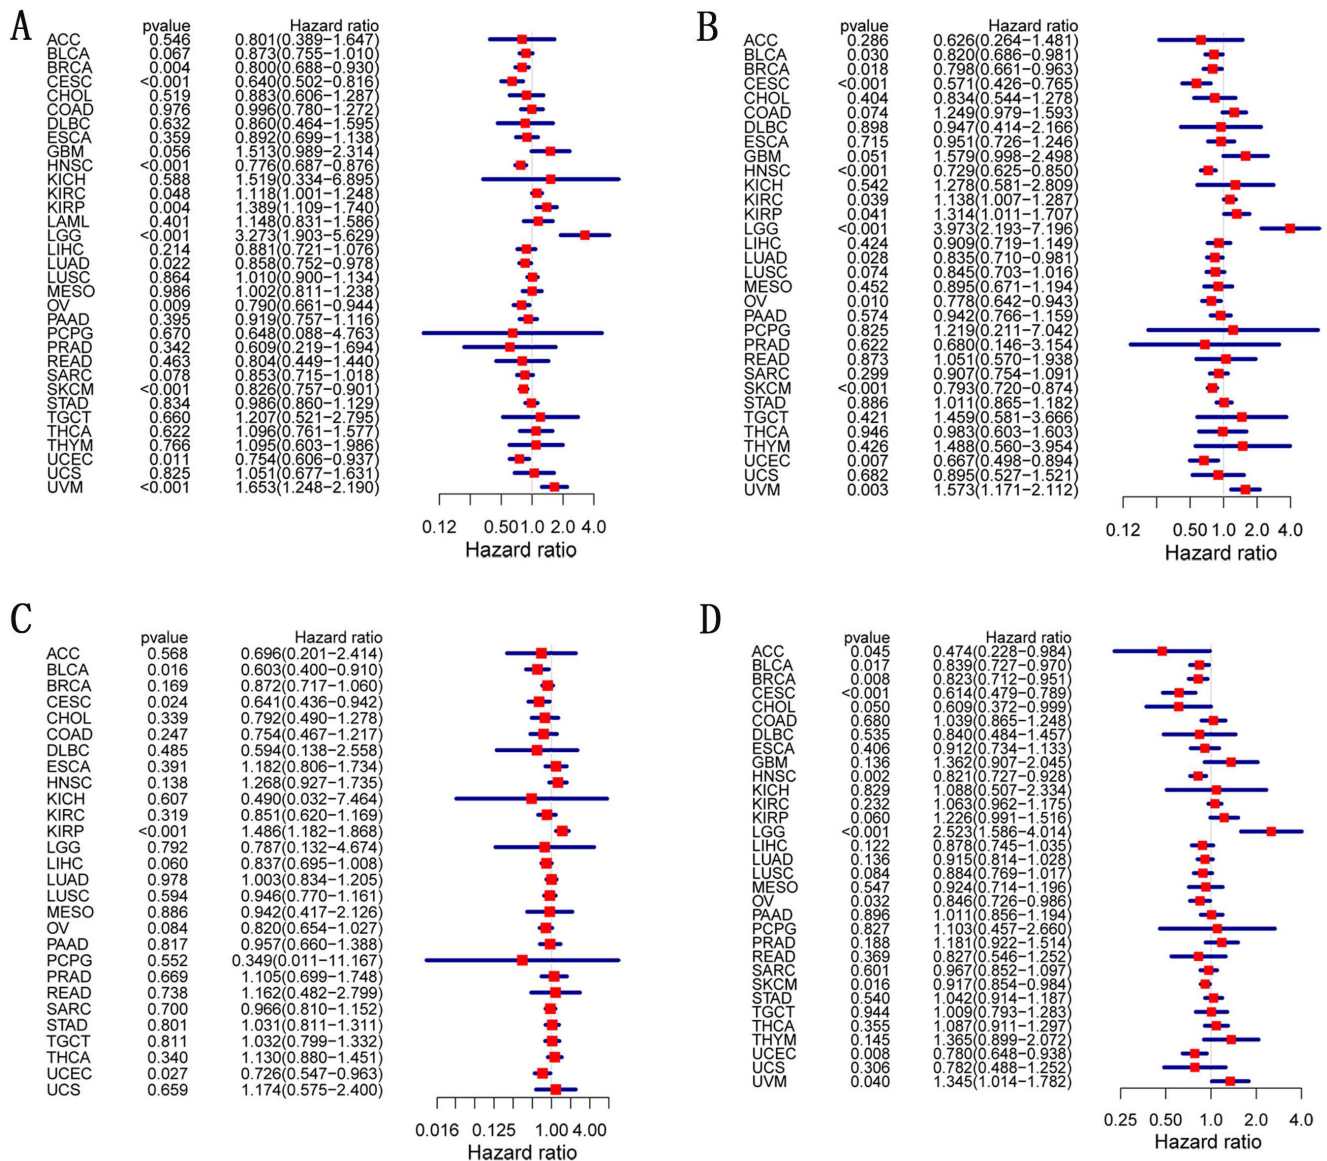 A
pvalue Hazard ratio
ACC 0.546 0.801(0.389−1.647)
BLCA 0.067 0.873(0.755−1.010)
BRCA 0.004 0.800(0.688−0.930)
CESC <0.001 0.640(0.502−0.816)
CHOL 0.519 0.883(0.606−1.287)
COAD 0.976 0.996(0.780−1.272)
DLBC 0.632 0.860(0.464−1.595)
ESCA 0.359 0.892(0.699−1.138)
GBM 0.056 1.513(0.989−2.314)
HNSC <0.001 0.776(0.687−0.876)
KICH 0.588 1.519(0.334−6.895)
KIRC 0.048 1.118(1.001−1.248)
KIRP 0.004 1.389(1.109−1.740)
LAML 0.401 1.148(0.831−1.586)
LGG <0.001 3.273(1.903−5.629)
LIHC 0.214 0.881(0.721−1.076)
LUAD 0.022 0.858(0.752−0.978)
LUSC 0.864 1.010(0.900−1.134)
MESO 0.986 1.002(0.811−1.238)
OV 0.009 0.790(0.661−0.944)
PAAD 0.395 0.919(0.757−1.116)
PCPG 0.670 0.648(0.088−4.763)
PRAD 0.342 0.609(0.219−1.694)
READ 0.463 0.804(0.449−1.440)
SARC 0.078 0.853(0.715−1.018)
SKCM <0.001 0.826(0.757−0.901)
STAD 0.834 0.986(0.860−1.129)
TGCT 0.660 1.207(0.521−2.795)
THCA 0.622 1.096(0.761−1.577)
THYM 0.766 1.095(0.603−1.986)
UCEC 0.011 0.754(0.606−0.937)
UCS 0.825 1.051(0.677−1.631)
UVM <0.001 1.653(1.248−2.190)
0.12 0.50 1.0 2.0 4.0
Hazard ratio
B
pvalue Hazard ratio
ACC 0.286 0.626(0.264−1.481)
BLCA 0.030 0.820(0.686−0.981)
BRCA 0.018 0.798(0.661−0.963)
CESC <0.001 0.571(0.426−0.765)
CHOL 0.404 0.834(0.544−1.278)
COAD 0.074 1.249(0.979−1.593)
DLBC 0.898 0.947(0.414−2.166)
ESCA 0.715 0.951(0.726−1.246)
GBM 0.051 1.579(0.998−2.498)
HNSC <0.001 0.729(0.625−0.850)
KICH 0.542 1.278(0.581−2.809)
KIRC 0.039 1.138(1.007−1.287)
KIRP 0.041 1.314(1.011−1.707)
LGG <0.001 3.973(2.193−7.196)
LIHC 0.424 0.909(0.719−1.149)
LUAD 0.028 0.835(0.710−0.981)
LUSC 0.074 0.845(0.703−1.016)
MESO 0.452 0.895(0.671−1.194)
OV 0.010 0.778(0.642−0.943)
PAAD 0.574 0.942(0.766−1.159)
PCPG 0.825 1.219(0.211−7.042)
PRAD 0.622 0.680(0.146−3.154)
READ 0.873 1.051(0.570−1.938)
SARC 0.299 0.907(0.754−1.091)
SKCM <0.001 0.793(0.720−0.874)
STAD 0.886 1.011(0.865−1.182)
TGCT 0.421 1.459(0.581−3.666)
THCA 0.946 0.983(0.603−1.603)
THYM 0.426 1.488(0.560−3.954)
UCEC 0.007 0.667(0.498−0.894)
UCS 0.682 0.895(0.527−1.521)
UVM 0.003 1.573(1.171−2.112)
0.12 0.50 1.0 2.0 4.0
Hazard ratio
C
pvalue Hazard ratio
ACC 0.568 0.696(0.201−2.414)
BLCA 0.016 0.603(0.400−0.910)
BRCA 0.169 0.872(0.717−1.060)
CESC 0.024 0.641(0.436−0.942)
CHOL 0.339 0.792(0.490−1.278)
COAD 0.247 0.754(0.467−1.217)
DLBC 0.485 0.594(0.138−2.558)
ESCA 0.391 1.182(0.806−1.734)
HNSC 0.138 1.268(0.927−1.735)
KICH 0.607 0.490(0.032−7.464)
KIRC 0.319 0.851(0.620−1.169)
KIRP <0.001 1.486(1.182−1.868)
LGG 0.792 0.787(0.132−4.674)
LIHC 0.060 0.837(0.695−1.008)
LUAD 0.978 1.003(0.834−1.205)
LUSC 0.594 0.946(0.770−1.161)
MESO 0.886 0.942(0.417−2.126)
OV 0.084 0.820(0.654−1.027)
PAAD 0.817 0.957(0.660−1.388)
PCPG 0.552 0.349(0.011−11.167)
PRAD 0.669 1.105(0.699−1.748)
READ 0.738 1.162(0.482−2.799)
SARC 0.700 0.966(0.810−1.152)
STAD 0.801 1.031(0.811−1.311)
TGCT 0.811 1.032(0.799−1.332)
THCA 0.340 1.130(0.880−1.451)
UCEC 0.027 0.726(0.547−0.963)
UCS 0.659 1.174(0.575−2.400)
0.016 0.125 1.00 4.00
Hazard ratio
D
pvalue Hazard ratio
ACC 0.045 0.474(0.228−0.984)
BLCA 0.017 0.839(0.727−0.970)
BRCA 0.008 0.823(0.712−0.951)
CESC <0.001 0.614(0.479−0.789)
CHOL 0.050 0.609(0.372−0.999)
COAD 0.680 1.039(0.865−1.248)
DLBC 0.535 0.840(0.484−1.457)
ESCA 0.406 0.912(0.734−1.133)
GBM 0.136 1.362(0.907−2.045)
HNSC 0.002 0.821(0.727−0.928)
KICH 0.829 1.088(0.507−2.334)
KIRC 0.232 1.063(0.962−1.175)
KIRP 0.060 1.226(0.991−1.516)
LGG <0.001 2.523(1.586−4.014)
LIHC 0.122 0.878(0.745−1.035)
LUAD 0.136 0.915(0.814−1.028)
LUSC 0.084 0.884(0.769−1.017)
MESO 0.547 0.924(0.714−1.196)
OV 0.032 0.846(0.726−0.986)
PAAD 0.896 1.011(0.856−1.194)
PCPG 0.827 1.103(0.457−2.660)
PRAD 0.188 1.181(0.922−1.514)
READ 0.369 0.827(0.546−1.252)
SARC 0.601 0.967(0.852−1.097)
SKCM 0.016 0.917(0.854−0.984)
STAD 0.540 1.042(0.914−1.187)
TGCT 0.944 1.009(0.793−1.283)
THCA 0.355 1.087(0.911−1.297)
THYM 0.145 1.365(0.899−2.072)
UCEC 0.008 0.780(0.648−0.938)
UCS 0.306 0.782(0.488−1.252)
UVM 0.040 1.345(1.014−1.782)
0.25 0.50 1.0 2.0 4.0
Hazard ratio